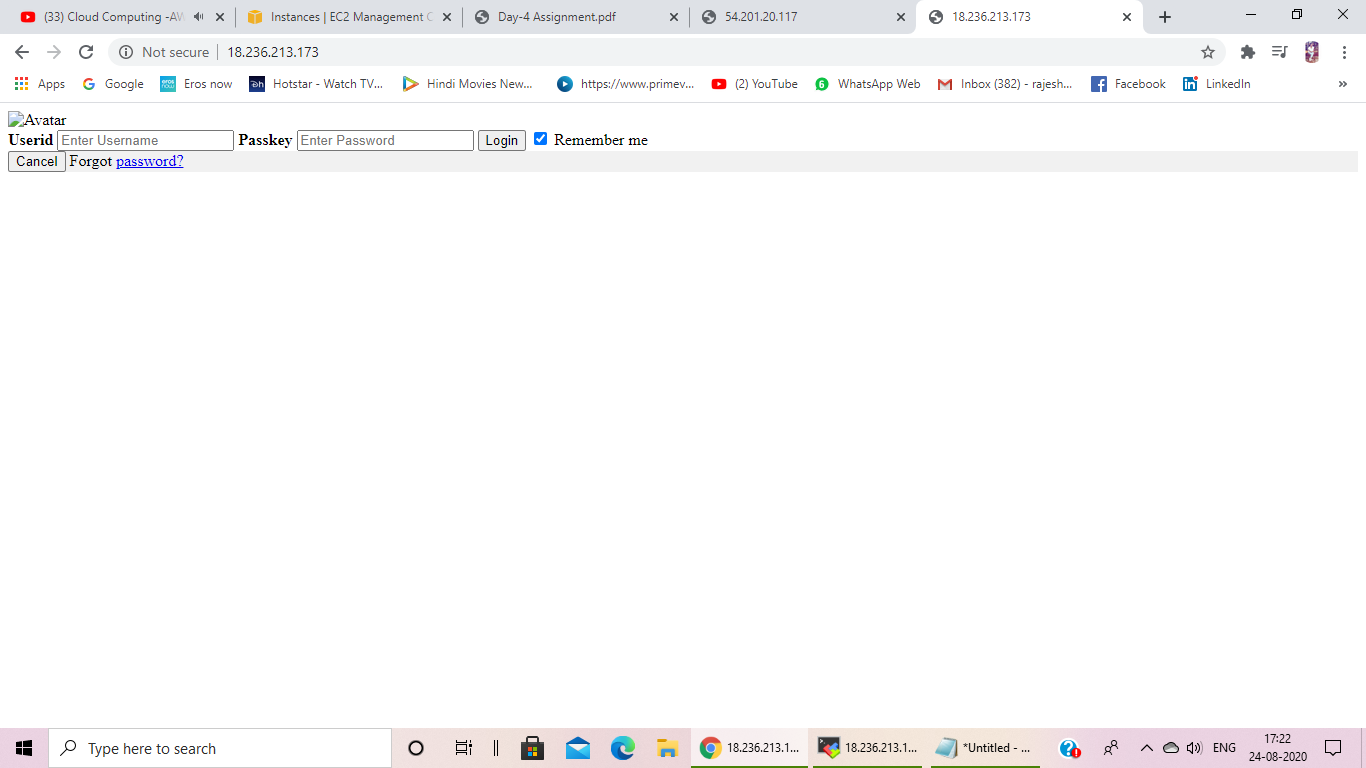 (33) Cloud Computing -AW Instances | EC2 Management C Day-4 Assignment.pdf 54.201.20.117 18.236.213.173
Not secure 18.236.213.173
Apps Google Eros now Hotstar - Watch TV... Hindi Movies New... https://www.primev... (2) YouTube WhatsApp Web Inbox (382) - rajesh... Facebook LinkedIn »
Avatar
Userid Enter Username Passkey Enter Password Login Remember me
Cancel Forgot password?
Type here to search 18.236.213.1... 18.236.213.1... *Untitled - ... ENG 17:22
24-08-2020